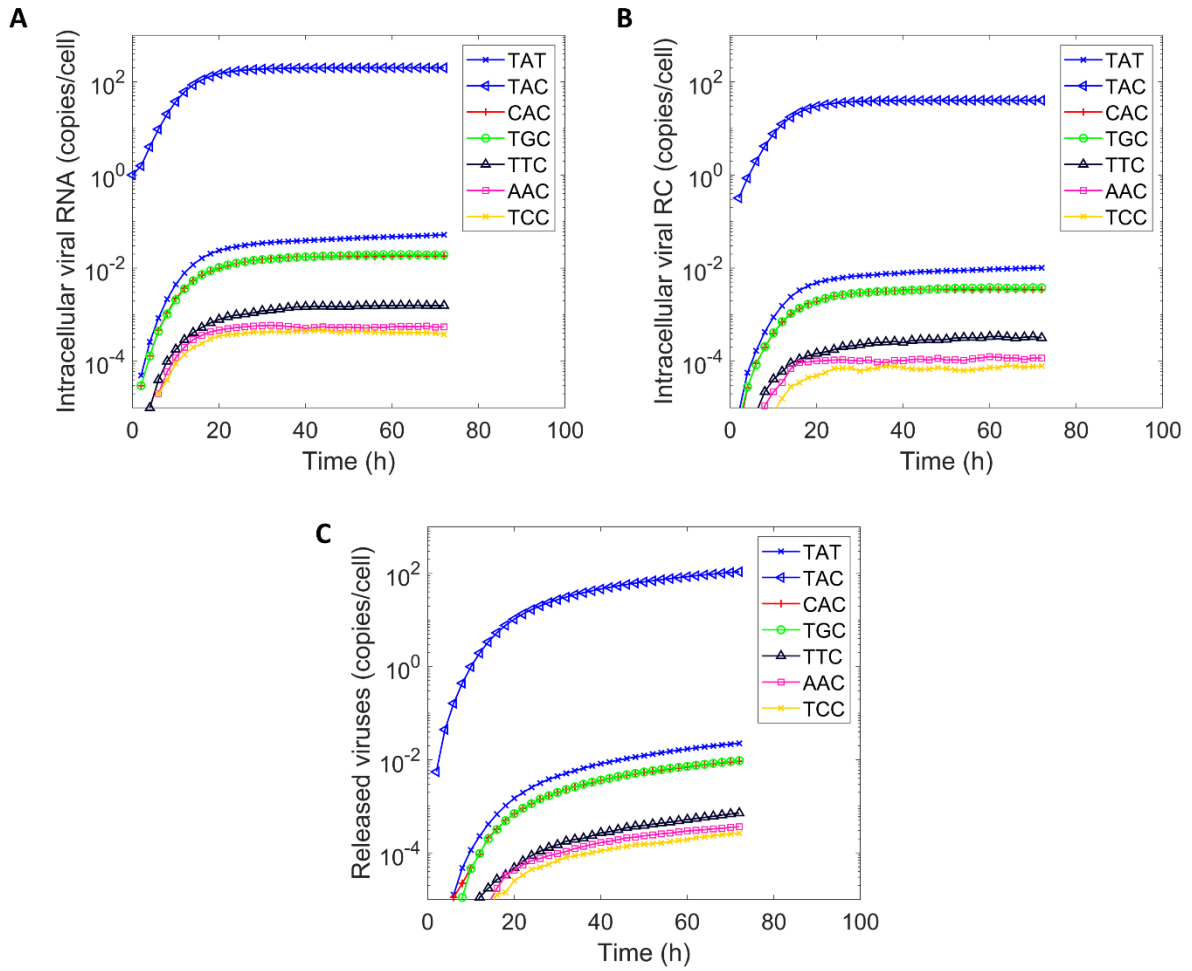 A
Intracellular viral RNA (copies/cell)
10^2
10^0
10^-2
10^-4
0 20 40 60 80 100
Time (h)
TAT
TAC
CAC
TGC
TTC
AAC
TCC
B
Intracellular viral RC (copies/cell)
10^2
10^0
10^-2
10^-4
0 20 40 60 80 100
Time (h)
TAT
TAC
CAC
TGC
TTC
AAC
TCC
C
Released viruses (copies/cell)
10^2
10^0
10^-2
10^-4
0 20 40 60 80 100
Time (h)
TAT
TAC
CAC
TGC
TTC
AAC
TCC